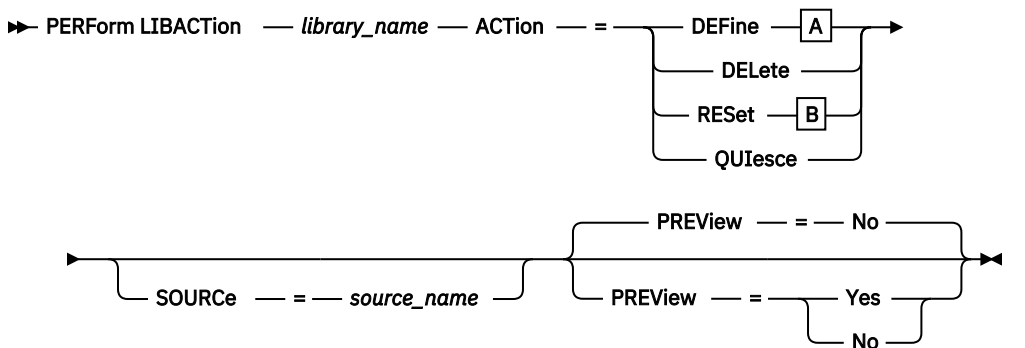 PERForm LIBACTion library_name ACTion = DEFine A
DELete
RESet B
QUIesce
PREView = No
SOURCe = source_name PREView = Yes
No